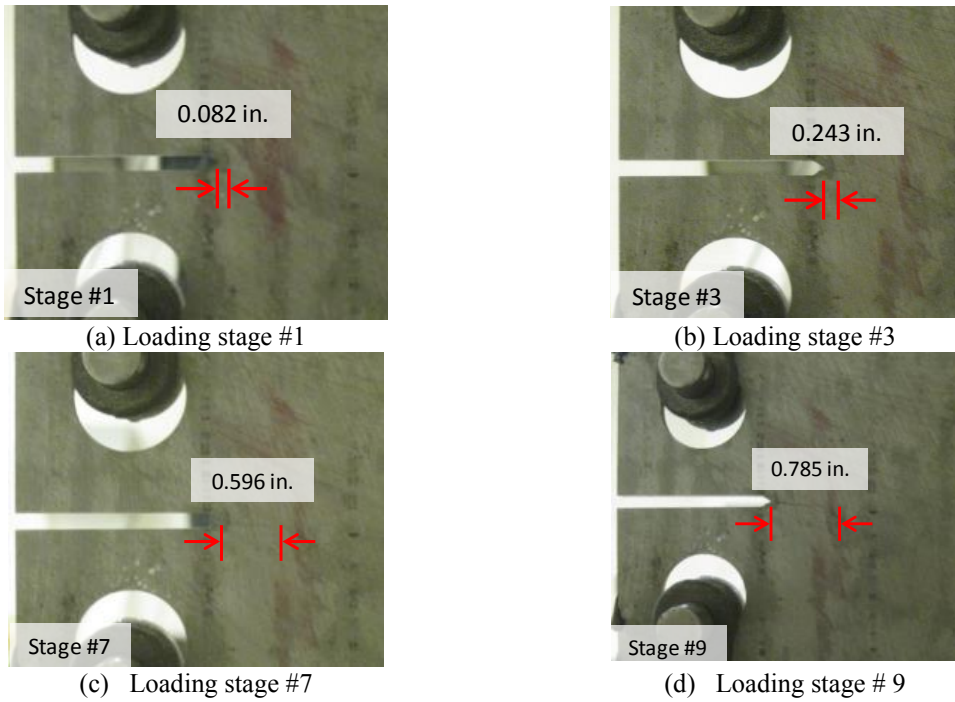 0.082 in.
Stage #1
(a) Loading stage #1
0.243 in.
Stage #3
(b) Loading stage #3
0.596 in.
Stage #7
(c) Loading stage #7
0.785 in.
Stage #9
(d) Loading stage # 9